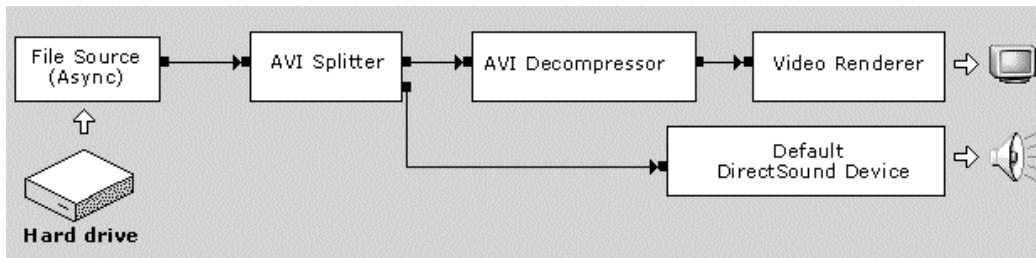 File Source
(Async)
AVI Splitter
AVI Decompressor
Video Renderer
Default
DirectSound Device
Hard drive